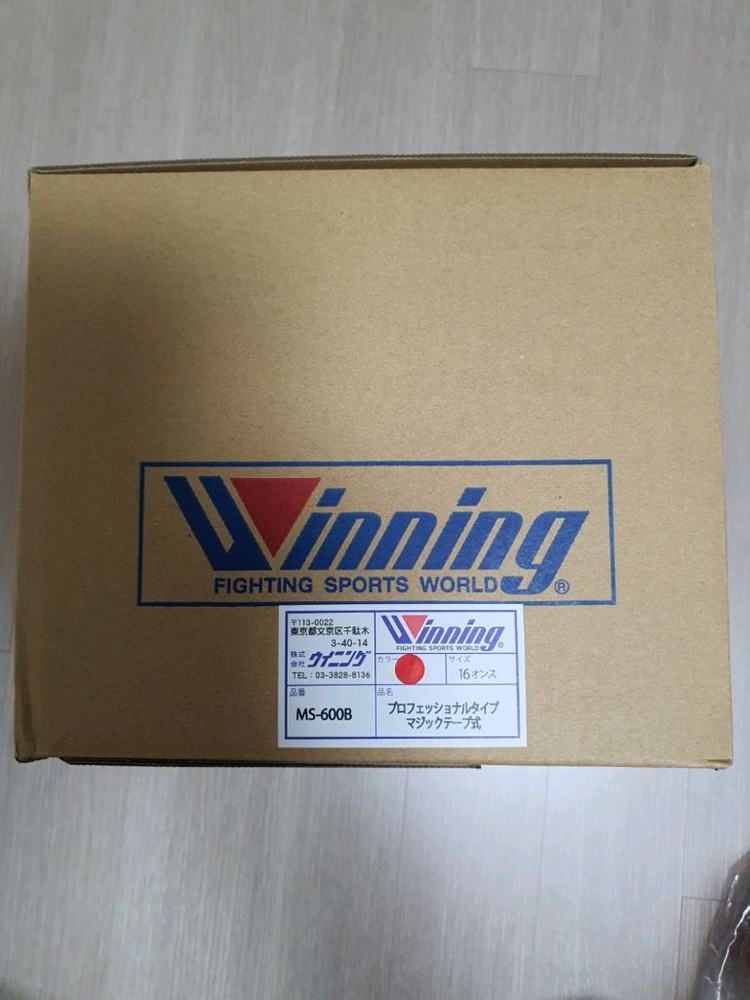 Winning
FIGHTING SPORTS WORLD ®
〒113-0022
東京都文京区千駄木
3-40-14
株式会社 ウイニング
TEL : 03-3828-8136
Winning
FIGHTING SPORTS WORLD ®
カラー
サイズ
16オンス
品番
MS-600B
品名
プロフェッショナルタイプ
マジックテープ式